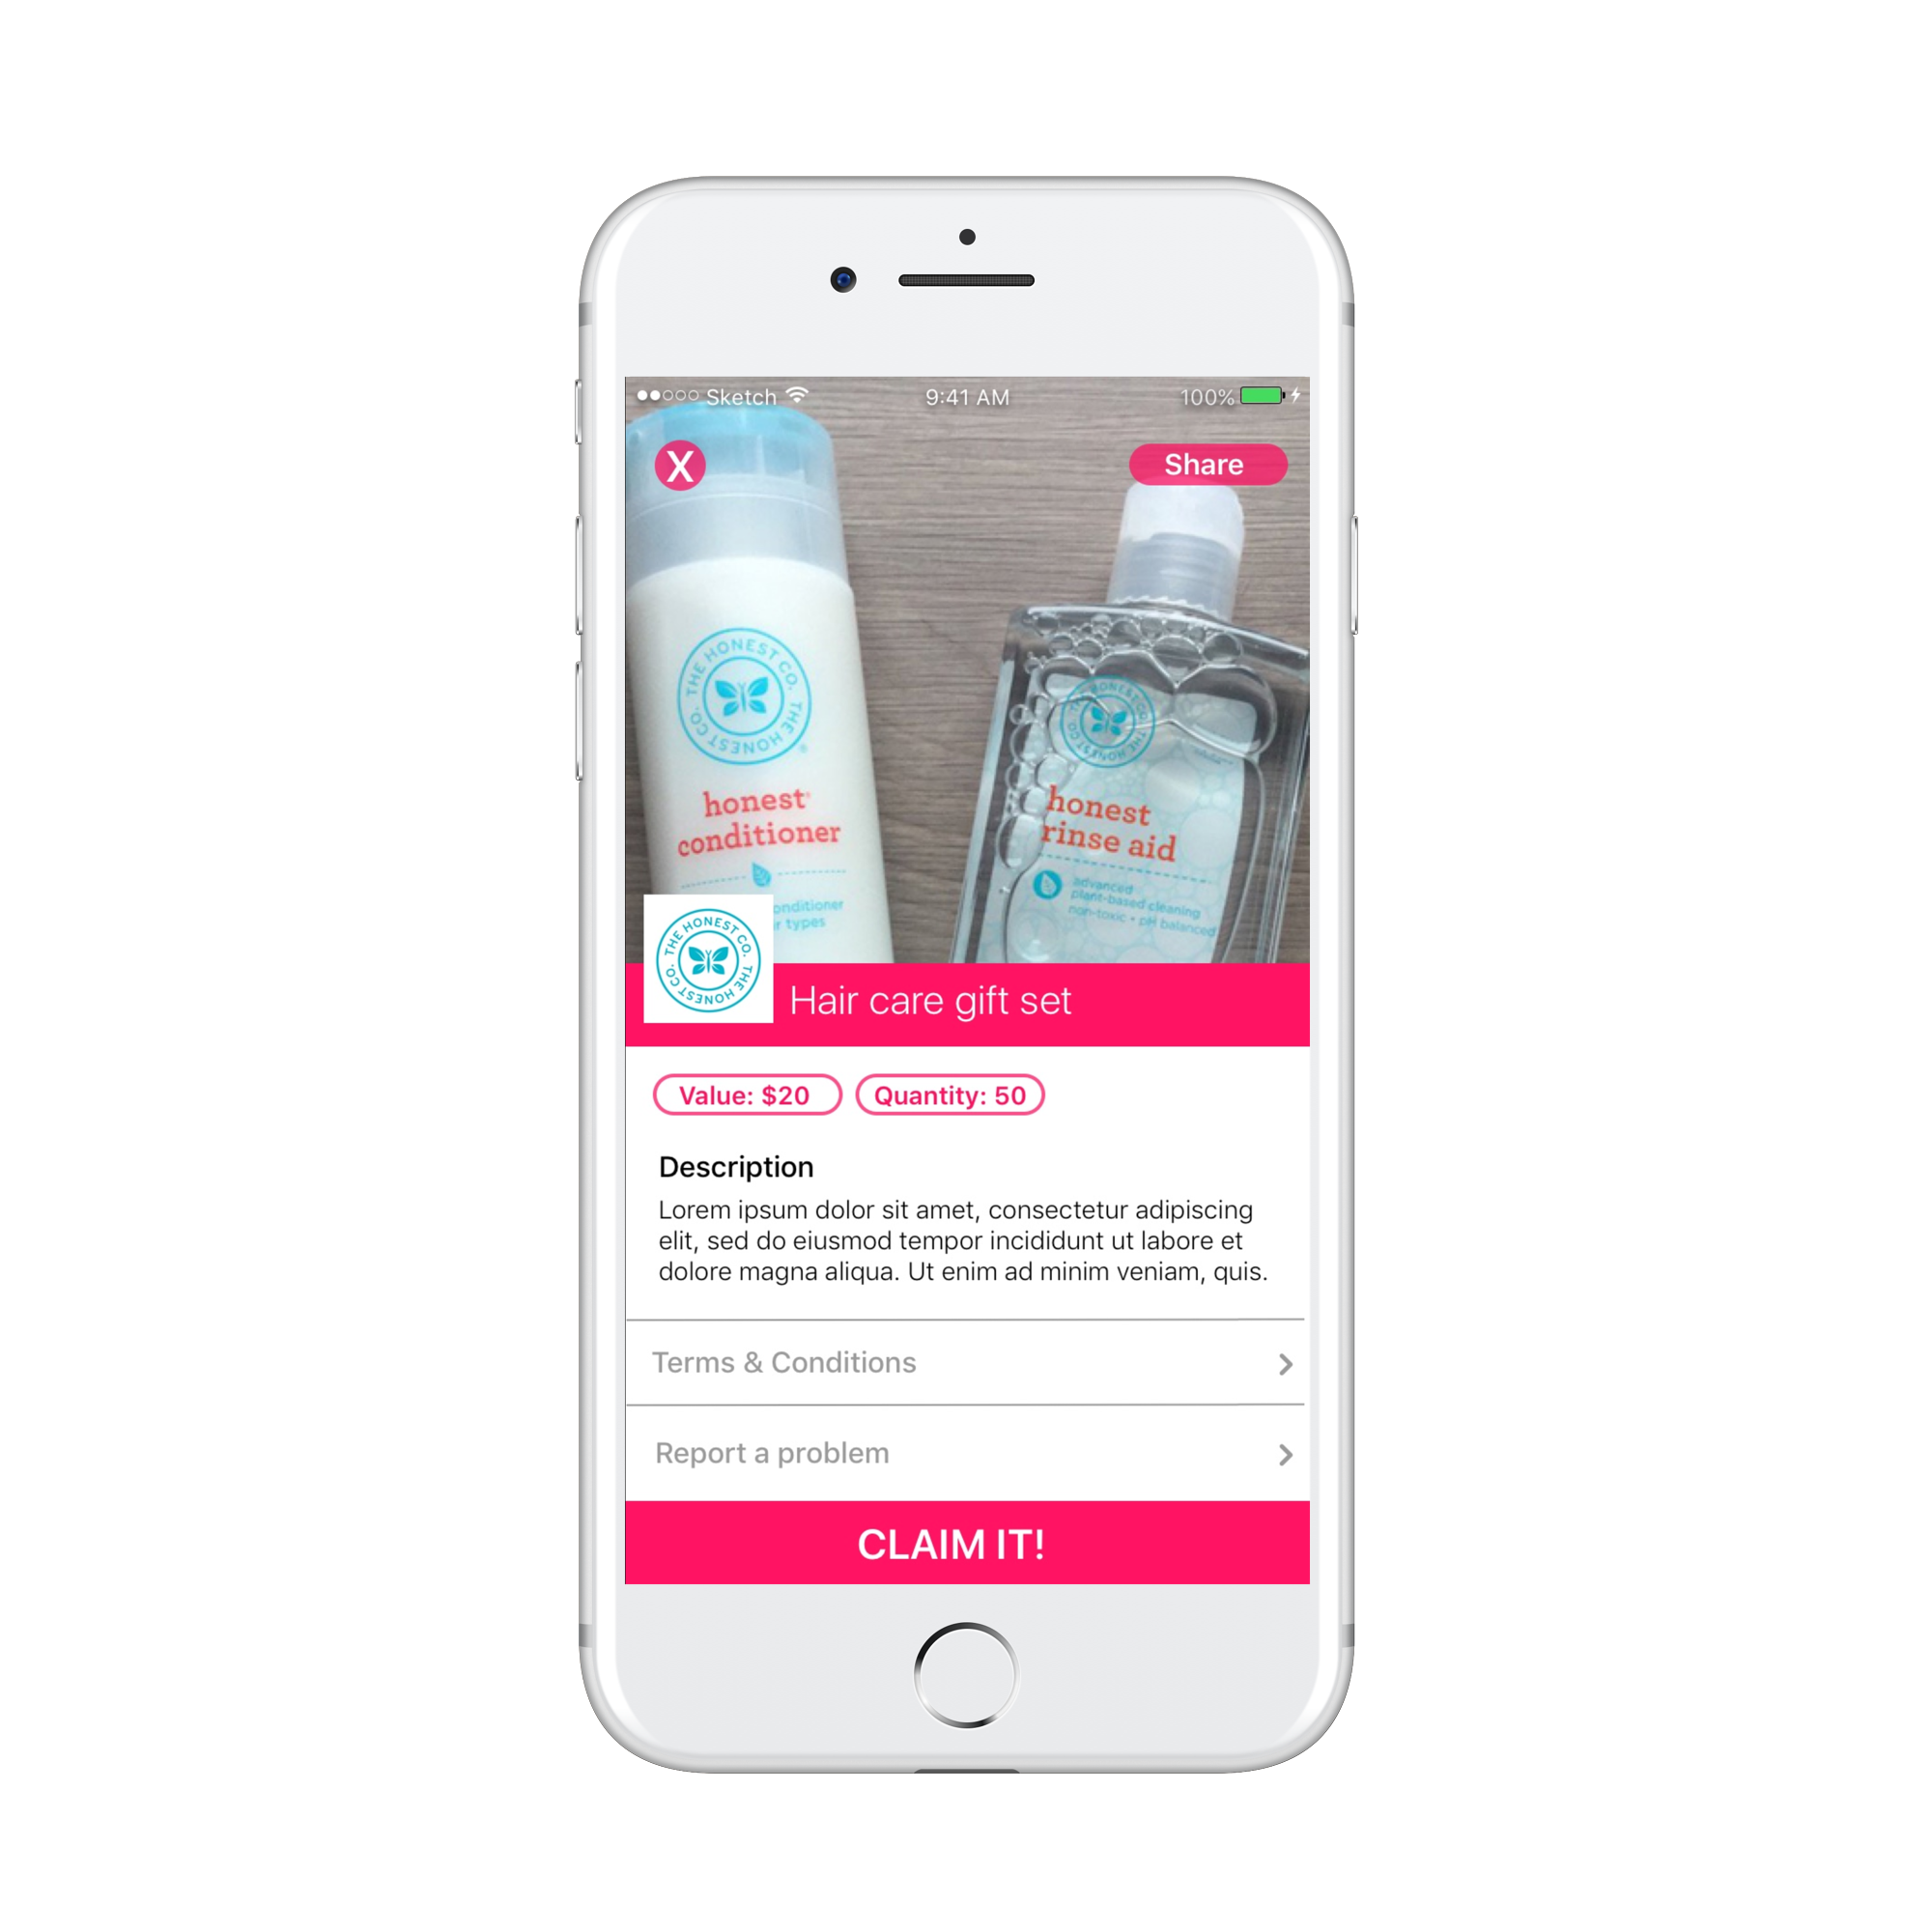 Sketch 9:41 AM 100%
X Share
THE HONEST CO. THE HONEST CO.
honest
conditioner
onditioner
r types
THE HONEST CO. THE HONEST CO.
honest
rinse aid
advanced
plant-based cleaning
non-toxic • pH balanced
THE HONEST CO. THE HONEST CO.
Hair care gift set
Value: $20 Quantity: 50
Description
Lorem ipsum dolor sit amet, consectetur adipiscing
elit, sed do eiusmod tempor incididunt ut labore et
dolore magna aliqua. Ut enim ad minim veniam, quis.
Terms & Conditions
Report a problem
CLAIM IT!